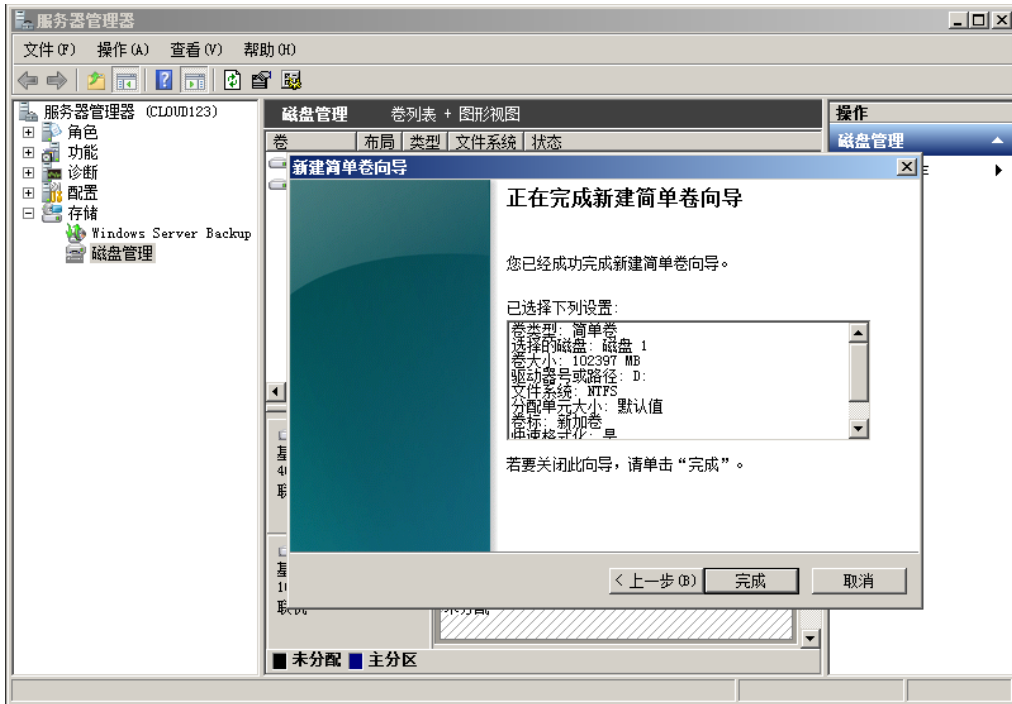 服务器管理器
文件(F) 操作(A) 查看(V) 帮助(H)
服务器管理器 (CLOUD123)
角色
功能
诊断
配置
存储
Windows Server Backup
磁盘管理
磁盘管理 卷列表 + 图形视图
卷 布局 类型 文件系统 状态
操作
磁盘管理
新建简单卷向导
正在完成新建简单卷向导
您已经成功完成新建简单卷向导。
已选择下列设置:
卷类型: 简单卷
选择的磁盘: 磁盘 1
卷大小: 102397 MB
驱动器号或路径: D:
文件系统: NTFS
分配单元大小: 默认值
卷标: 新加卷
快速格式化: 是
若要关闭此向导，请单击“完成”。
< 上一步(B) 完成 取消
未分配 主分区